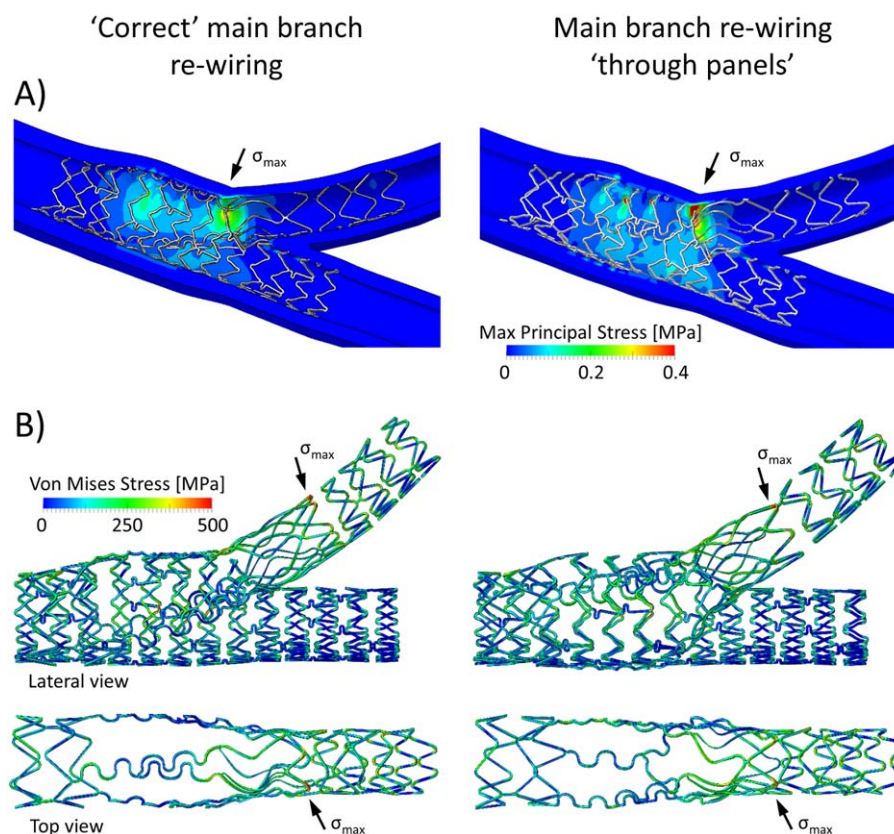 ‘Correct’ main branch
re-wiring
Main branch re-wiring
‘through panels’
A)
σmax
σmax
Max Principal Stress [MPa]
0 0.2 0.4
B)
σmax
σmax
Von Mises Stress [MPa]
0 250 500
Lateral view
Top view
σmax
σmax